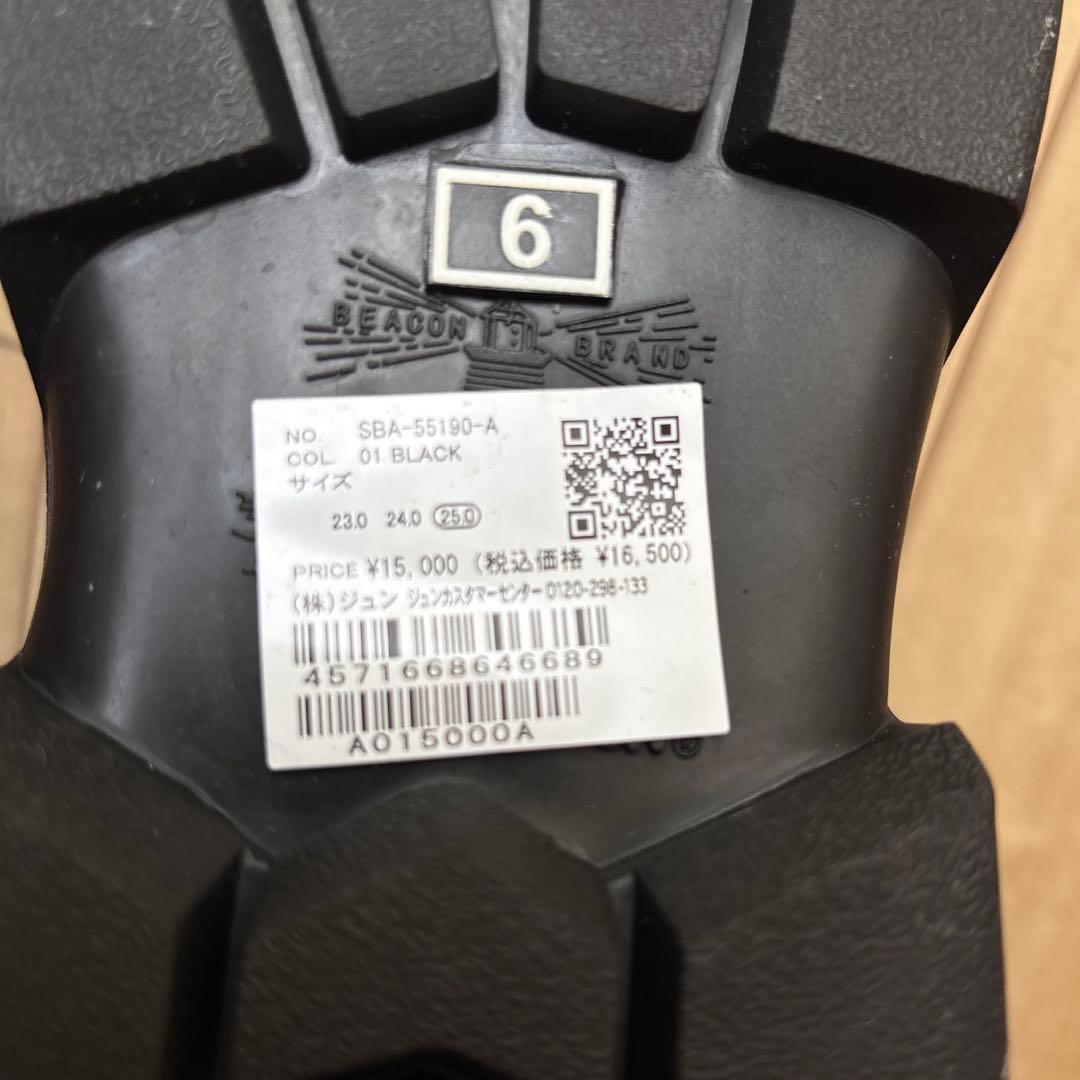 6
BEACON
BRAND
NO. SBA-55190-A
COL. 01 BLACK
サイズ
23.0 24.0 25.0
PRICE ¥15,000 (税込価格 ¥16,500)
(株)ジュン ジュンカスタマーセンター 0120-298-133
4571668646689
A015000A